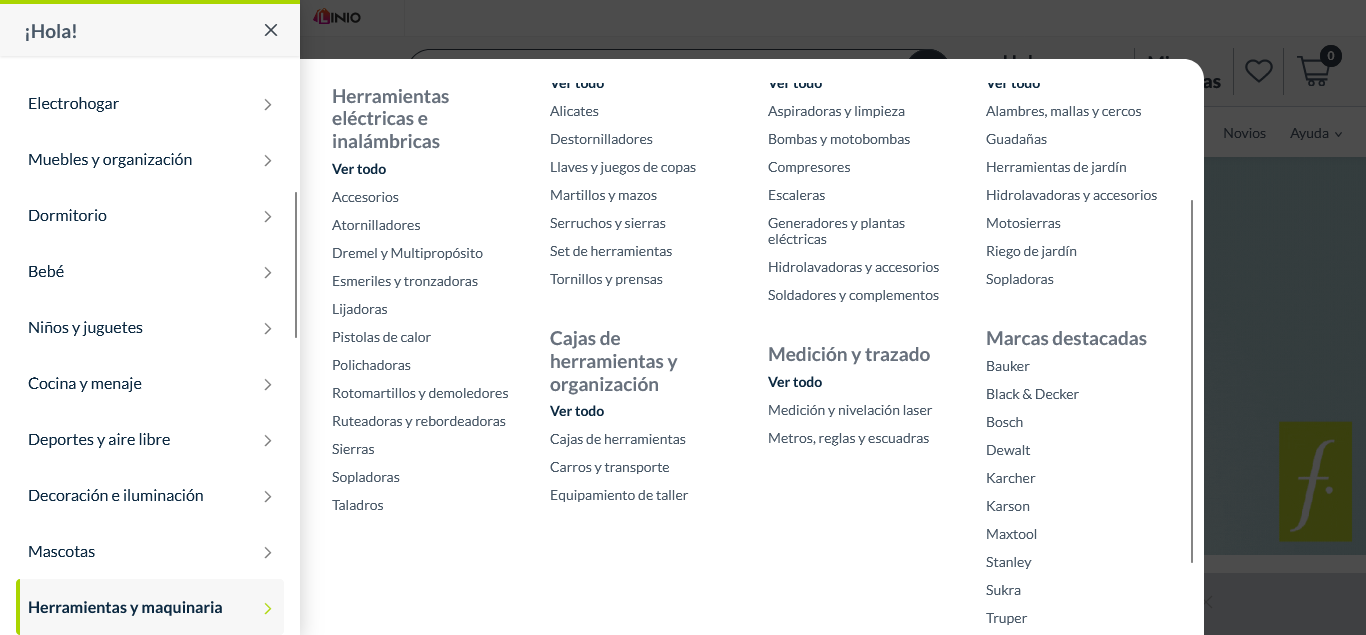 ¡Hola!
Electrohogar
Muebles y organización
Dormitorio
Bebé
Niños y juguetes
Cocina y menaje
Deportes y aire libre
Decoración e iluminación
Mascotas
Herramientas y maquinaria
LINIO
0
Novios
Ayuda
Herramientas
eléctricas e
inalámbricas
Ver todo
Accesorios
Atornilladores
Dremel y Multipropósito
Esmeriles y tronzadoras
Lijadoras
Pistolas de calor
Polichadoras
Rotomartillos y demoledores
Ruteadoras y rebordeadoras
Sierras
Sopladoras
Taladros
Ver todo
Alicates
Destornilladores
Llaves y juegos de copas
Martillos y mazos
Serruchos y sierras
Set de herramientas
Tornillos y prensas
Cajas de
herramientas y
organización
Ver todo
Cajas de herramientas
Carros y transporte
Equipamiento de taller
Ver todo
Aspiradoras y limpieza
Bombas y motobombas
Compresores
Escaleras
Generadores y plantas
eléctricas
Hidrolavadoras y accesorios
Soldadores y complementos
Medición y trazado
Ver todo
Medición y nivelación laser
Metros, reglas y escuadras
Ver todo
Alambres, mallas y cercos
Guadañas
Herramientas de jardín
Hidrolavadoras y accesorios
Motosierras
Riego de jardín
Sopladoras
Marcas destacadas
Bauker
Black & Decker
Bosch
Dewalt
Karcher
Karson
Maxtool
Stanley
Sukra
Truper
f.